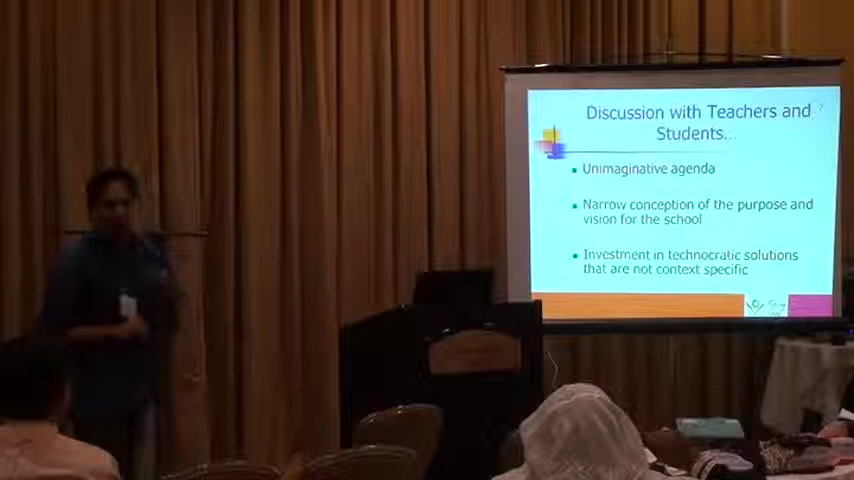 Discussion with Teachers and
Students...
Unimaginative agenda
Narrow conception of the purpose and
vision for the school
Investment in technocratic solutions
that are not context specific